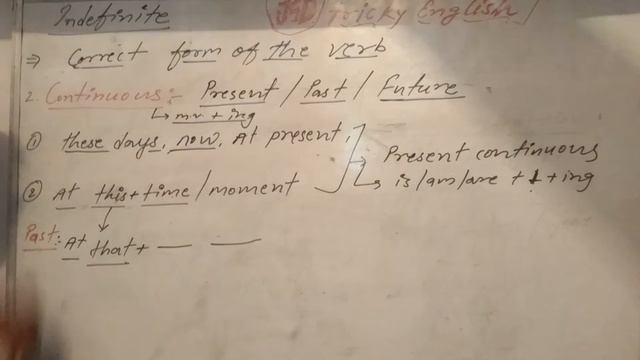 Indefinite
Tricky English
⇒ Correct form of the verb
2. Continuous:- Present / Past / Future
↳ m.v + ing
① these days, now, At present,
② At this + time / moment
→ Present continuous
↳ is/am/are + 1 + ing
Past: At that + — —